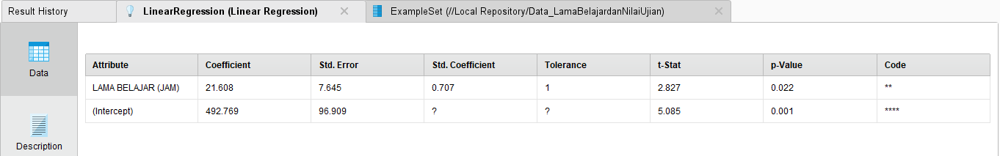 Result History LinearRegression (Linear Regression) ExampleSet (//Local Repository/Data_LamaBelajardanNilaiUjian)
Data
Description
Attribute Coefficient Std. Error Std. Coefficient Tolerance t-Stat p-Value Code
LAMA BELAJAR (JAM) 21.608 7.645 0.707 1 2.827 0.022 **
(Intercept) 492.769 96.909 ? ? 5.085 0.001 ****